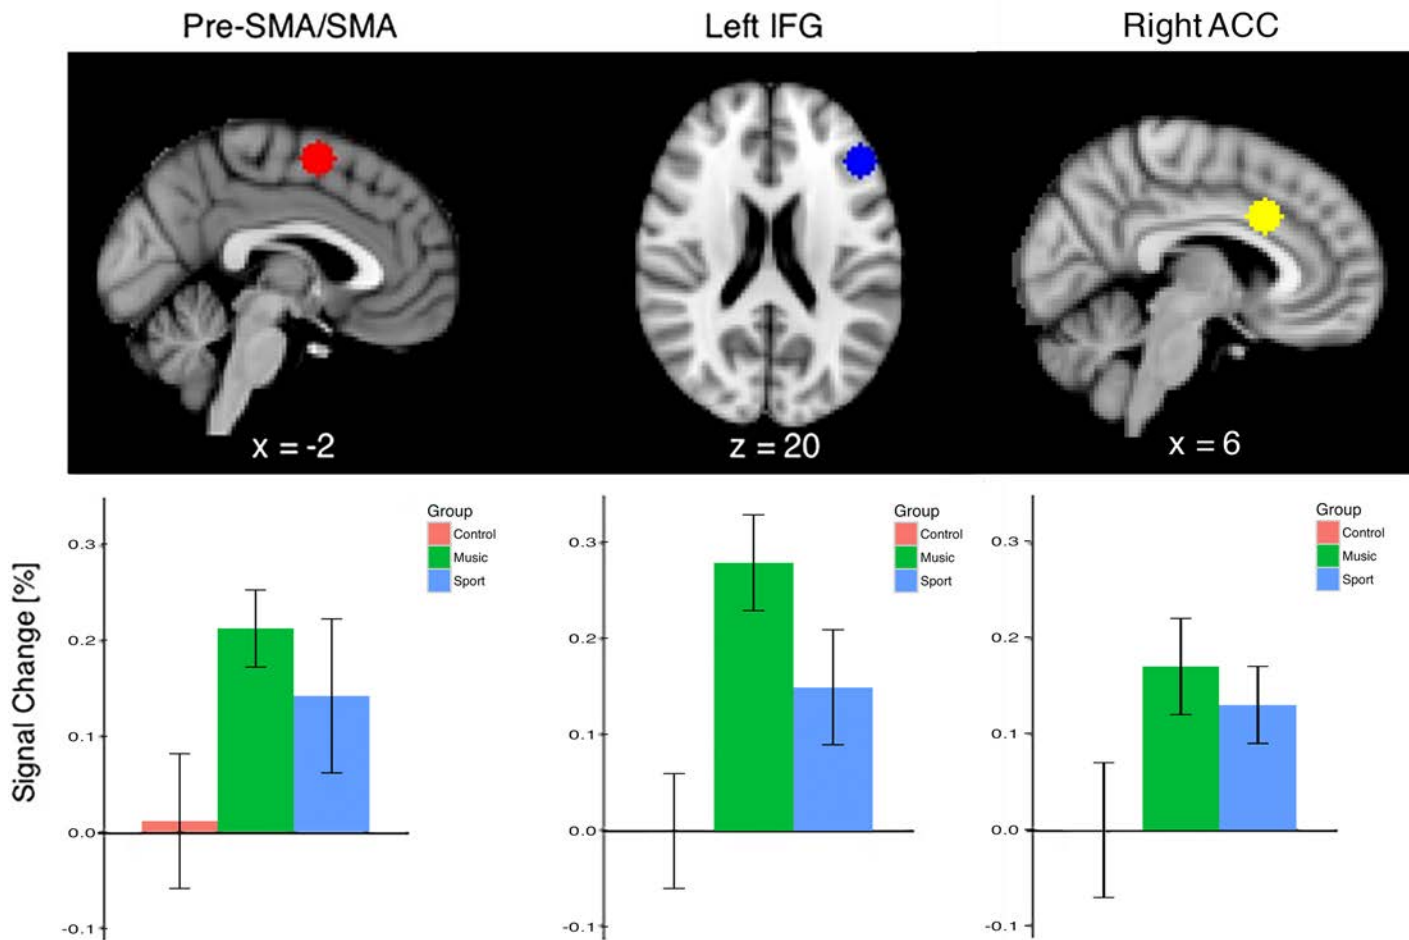 Pre-SMA/SMA
Left IFG
Right ACC
x = -2
z = 20
x = 6
Signal Change [%]
0.3
0.2
0.1
0.0
-0.1
Group
Control
Music
Sport
0.3
0.2
0.1
0.0
-0.1
Group
Control
Music
Sport
0.3
0.2
0.1
0.0
-0.1
Group
Control
Music
Sport